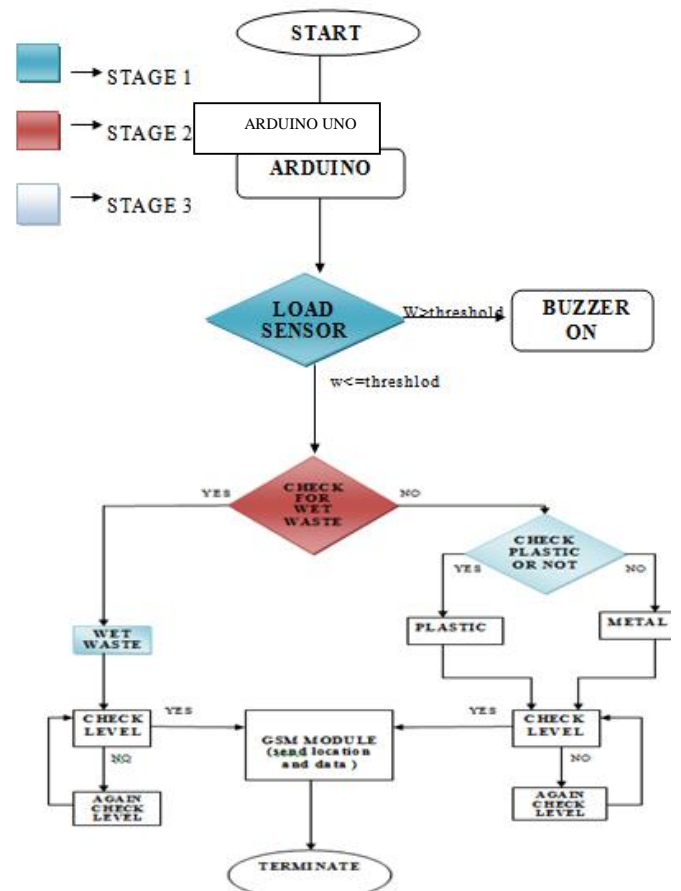 START
STAGE 1
STAGE 2
ARDUINO UNO
ARDUINO
STAGE 3
LOAD
SENSOR
W>threshold
BUZZER
ON
w<=threshlod
YES
CHECK
FOR
WET
WASTE
NO
CHECK
PLASTIC
OR NOT
YES
NO
PLASTIC
METAL
WET
WASTE
CHECK
LEVEL
YES
GSM MODULE
(send location
and data )
YES
CHECK
LEVEL
NO
NO
AGAIN
CHECK
LEVEL
AGAIN
CHECK
LEVEL
TERMINATE